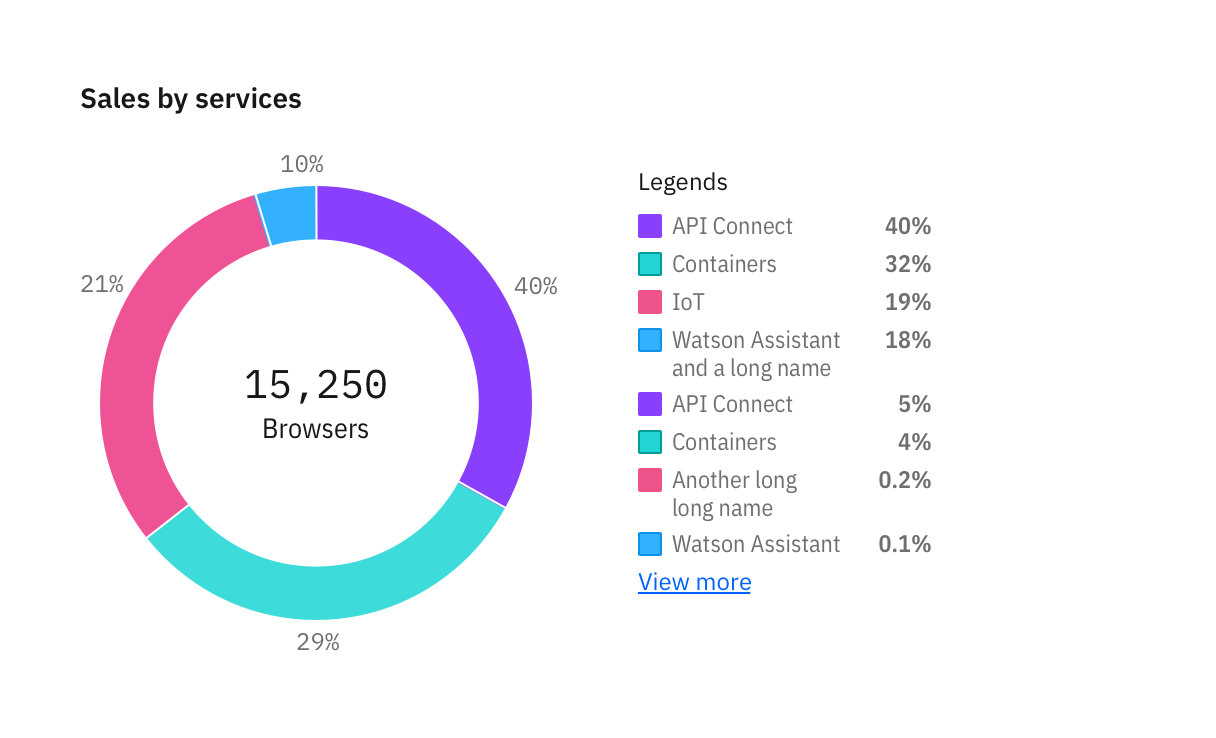 Sales by services
10%
21%
40%
15,250
Browsers
29%
Legends
API Connect 40%
Containers 32%
IoT 19%
Watson Assistant 18%
and a long name
API Connect 5%
Containers 4%
Another long 0.2%
long name
Watson Assistant 0.1%
View more